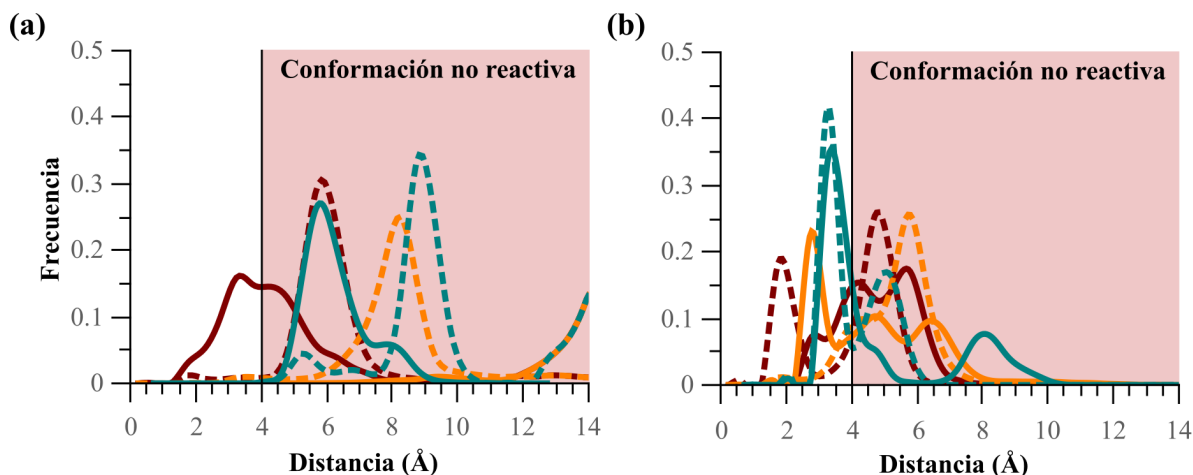 (a)
Conformación no reactiva
Frecuencia
0.5
0.4
0.3
0.2
0.1
0
0 2 4 6 8 10 12 14
Distancia (Å)
(b)
Conformación no reactiva
0.5
0.4
0.3
0.2
0.1
0
0 2 4 6 8 10 12 14
Distancia (Å)